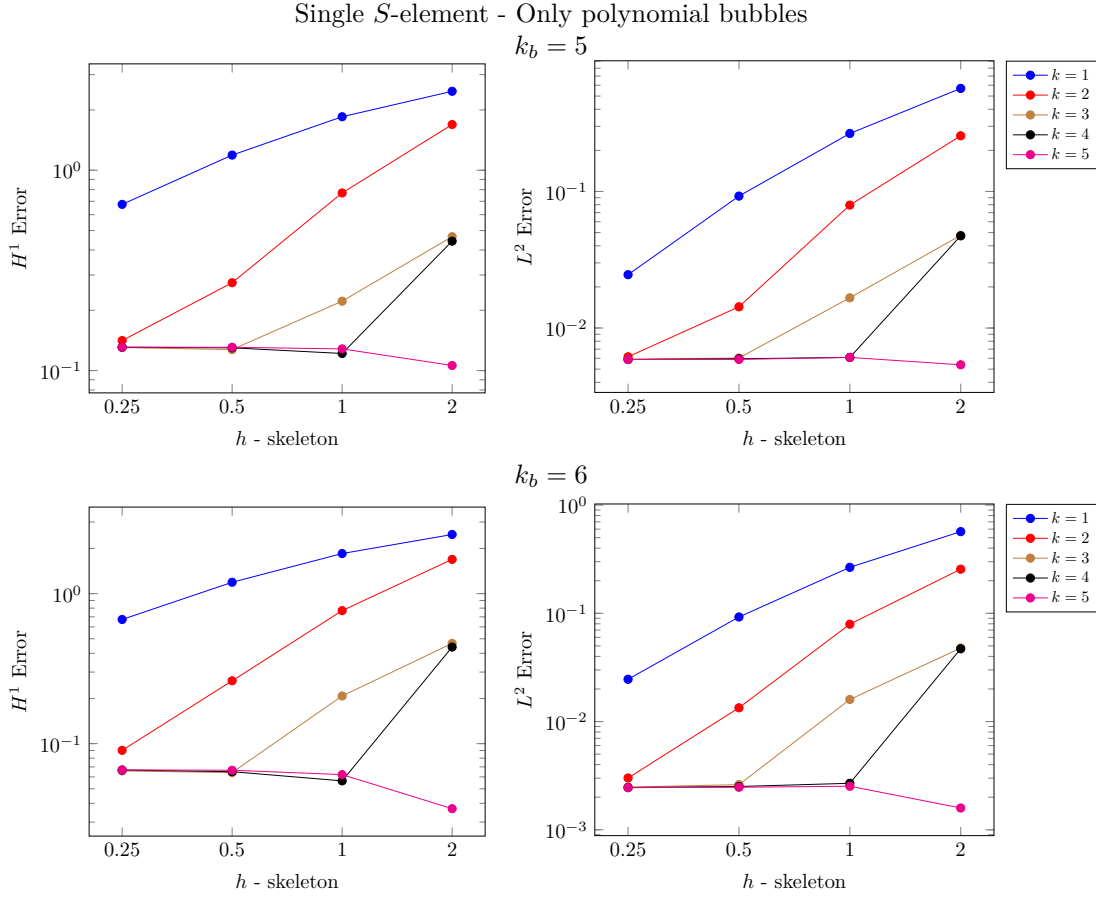 Single S-element - Only polynomial bubbles
k_b = 5
H^1 Error
10^0
10^{-1}
0.25 0.5 1 2
h - skeleton
L^2 Error
10^{-1}
10^{-2}
0.25 0.5 1 2
h - skeleton
k = 1
k = 2
k = 3
k = 4
k = 5
k_b = 6
H^1 Error
10^0
10^{-1}
0.25 0.5 1 2
h - skeleton
L^2 Error
10^0
10^{-1}
10^{-2}
10^{-3}
0.25 0.5 1 2
h - skeleton
k = 1
k = 2
k = 3
k = 4
k = 5